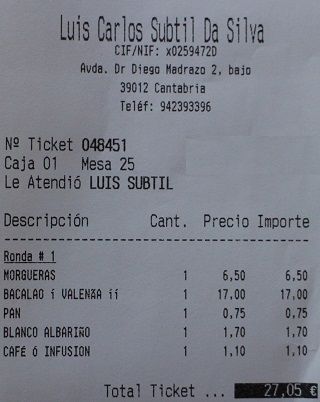 Luis Carlos Subtil Da Silva
CIF/NIF: x0259472D
Avda. Dr Diego Madrazo 2, bajo
39012 Cantabria
Teléf: 942393396
Nº Ticket 048451
Caja 01 Mesa 25
Le Atendió LUIS SUBTIL
Descripción Cant. Precio Importe
Ronda # 1
MORGUERAS 1 6,50 6,50
BACALAO í VALENÄA íí 1 17,00 17,00
PAN 1 0,75 0,75
BLANCO ALBARIÑO 1 1,70 1,70
CAFÉ ó INFUSION 1 1,10 1,10
Total Ticket ... 27,05 €